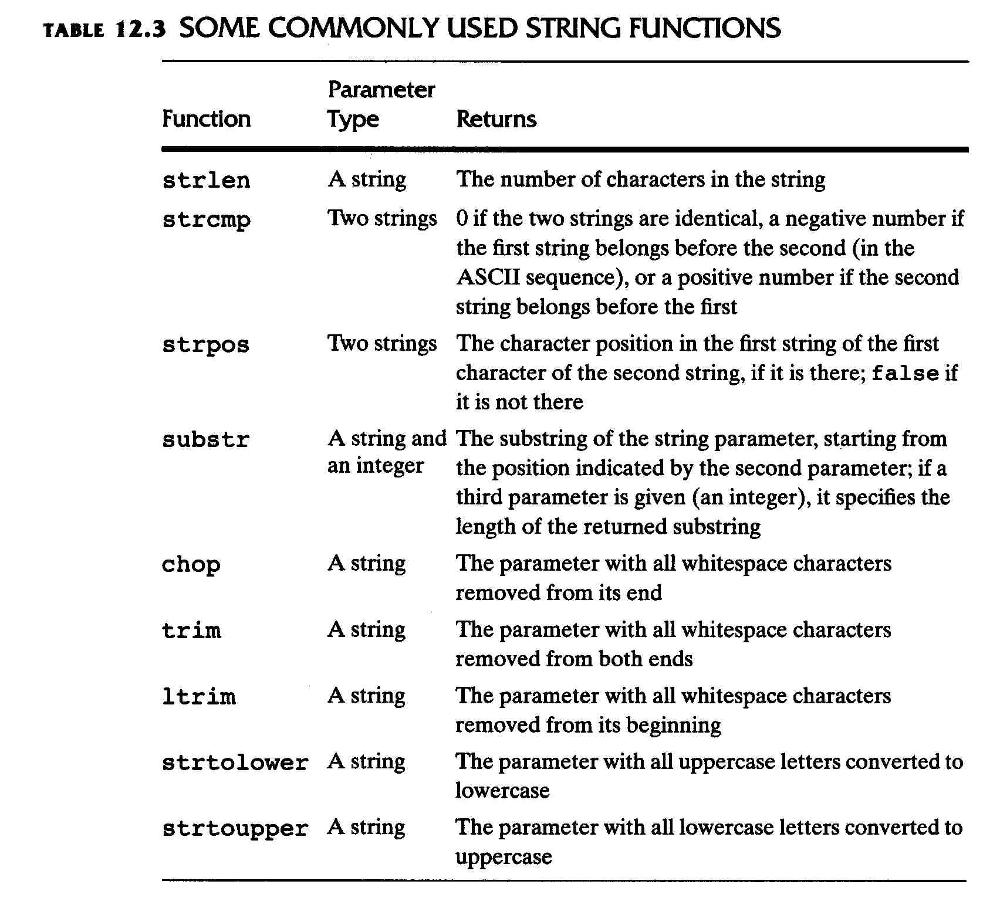 TABLE 12.3 SOME COMMONLY USED STRING FUNCTIONS
Parameter
Function Type Returns
strlen A string The number of characters in the string
strcmp Two strings 0 if the two strings are identical, a negative number if
the first string belongs before the second (in the
ASCII sequence), or a positive number if the second
string belongs before the first
strpos Two strings The character position in the first string of the first
character of the second string, if it is there; false if
it is not there
substr A string and The substring of the string parameter, starting from
an integer the position indicated by the second parameter; if a
third parameter is given (an integer), it specifies the
length of the returned substring
chop A string The parameter with all whitespace characters
removed from its end
trim A string The parameter with all whitespace characters
removed from both ends
ltrim A string The parameter with all whitespace characters
removed from its beginning
strtolower A string The parameter with all uppercase letters converted to
lowercase
strtoupper A string The parameter with all lowercase letters converted to
uppercase